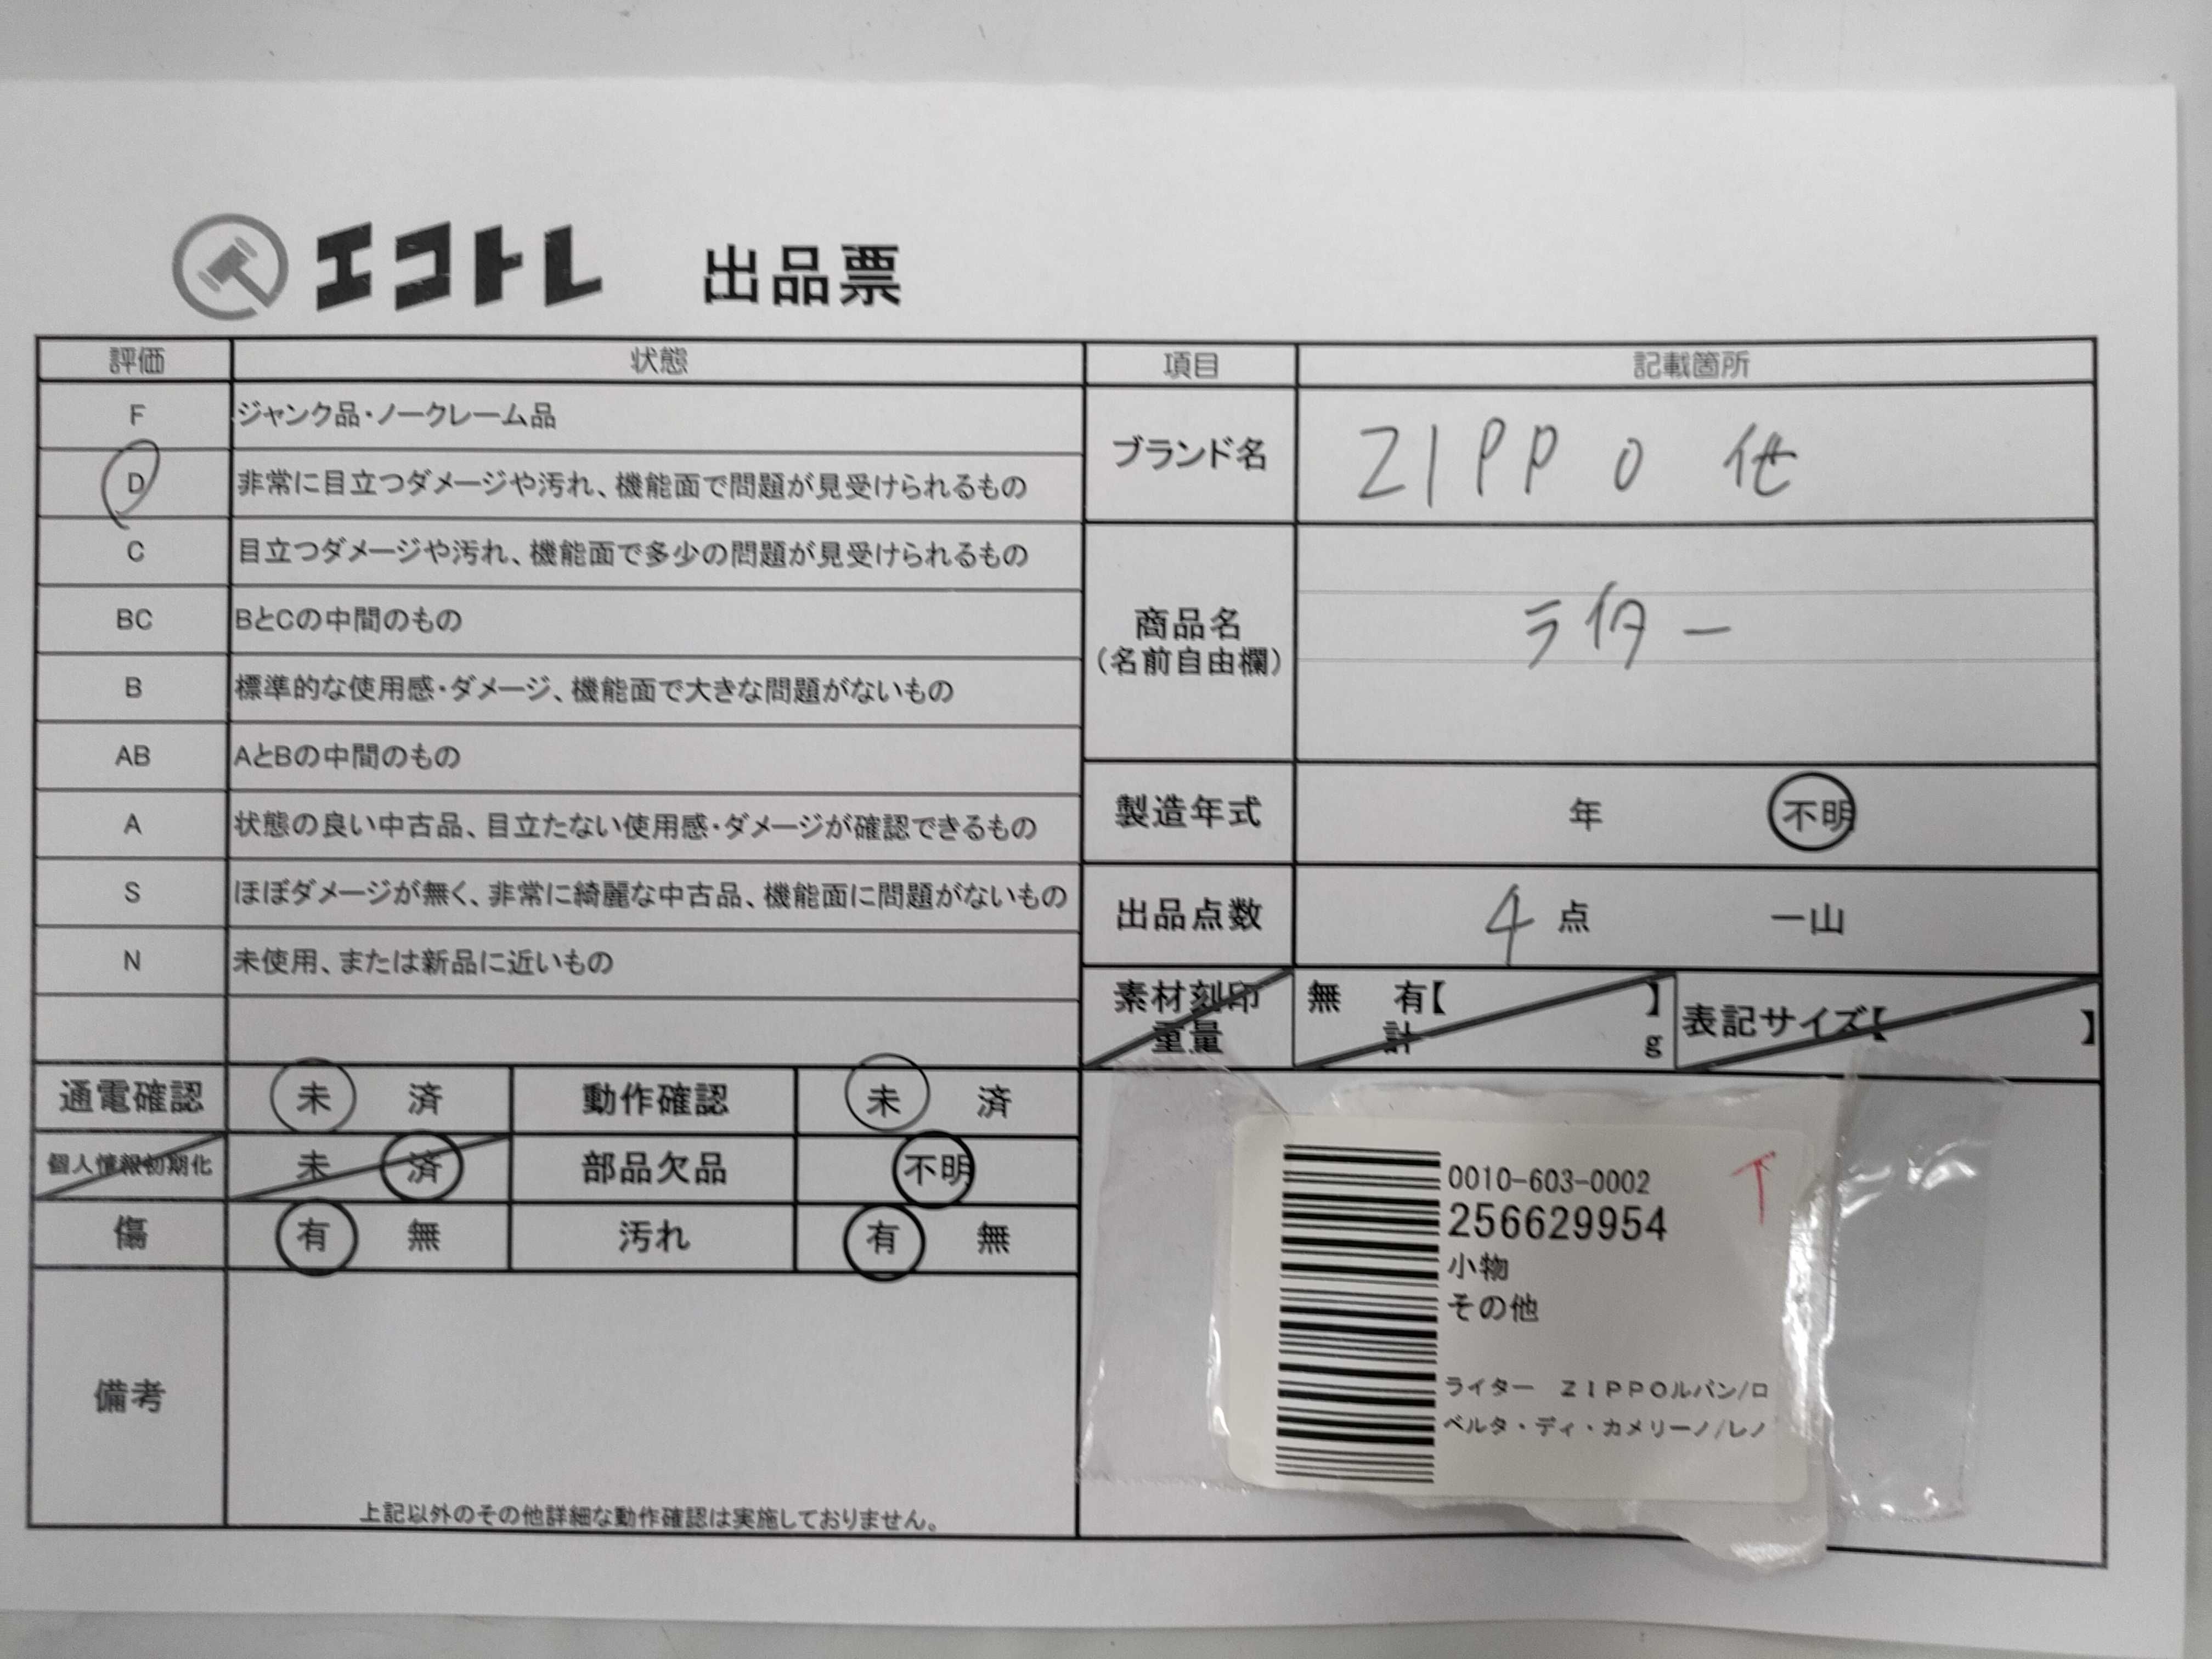 エコトレ 出品票
評価 状態 項目 記載箇所
F ジャンク品・ノークレーム品
D 非常に目立つダメージや汚れ、機能面で問題が見受けられるもの
C 目立つダメージや汚れ、機能面で多少の問題が見受けられるもの
BC BとCの中間のもの
B 標準的な使用感・ダメージ、機能面で大きな問題がないもの
AB AとBの中間のもの
A 状態の良い中古品、目立たない使用感・ダメージが確認できるもの
S ほぼダメージが無く、非常に綺麗な中古品、機能面に問題がないもの
N 未使用、または新品に近いもの
ブランド名 ZIPPO 他
商品名 ライター
(名前自由欄)
製造年式 年 不明
出品点数 4 点 一山
素材刻印 無 有【 】 表記サイズ【 】
重量 計 g
通電確認 未 済 動作確認 未 済
個人情報初期化 未 済 部品欠品 不明
傷 有 無 汚れ 有 無
備考
上記以外のその他詳細な動作確認は実施しておりません。
0010-603-0002
256629954
小物
その他
ライター ZIPPOルパン/ロ
ベルタ・ディ・カメリーノ/レノ